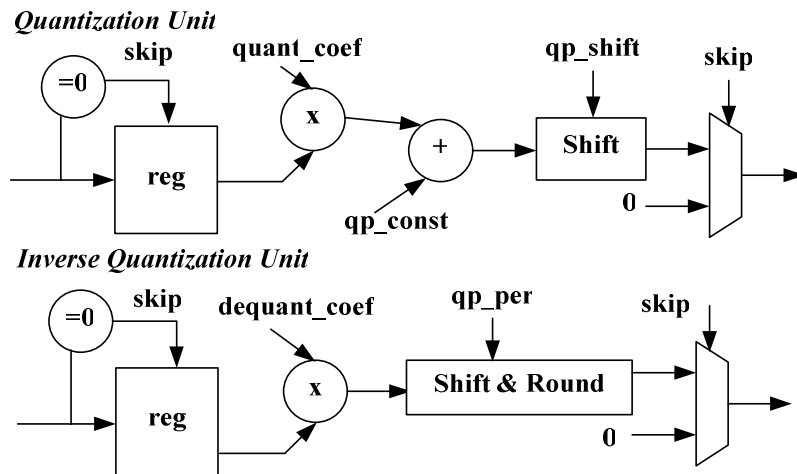 Quantization Unit
skip
quant_coef
qp_shift
skip
=0
x
+
Shift
reg
0
qp_const
Inverse Quantization Unit
skip
dequant_coef
qp_per
skip
=0
x
Shift & Round
reg
0